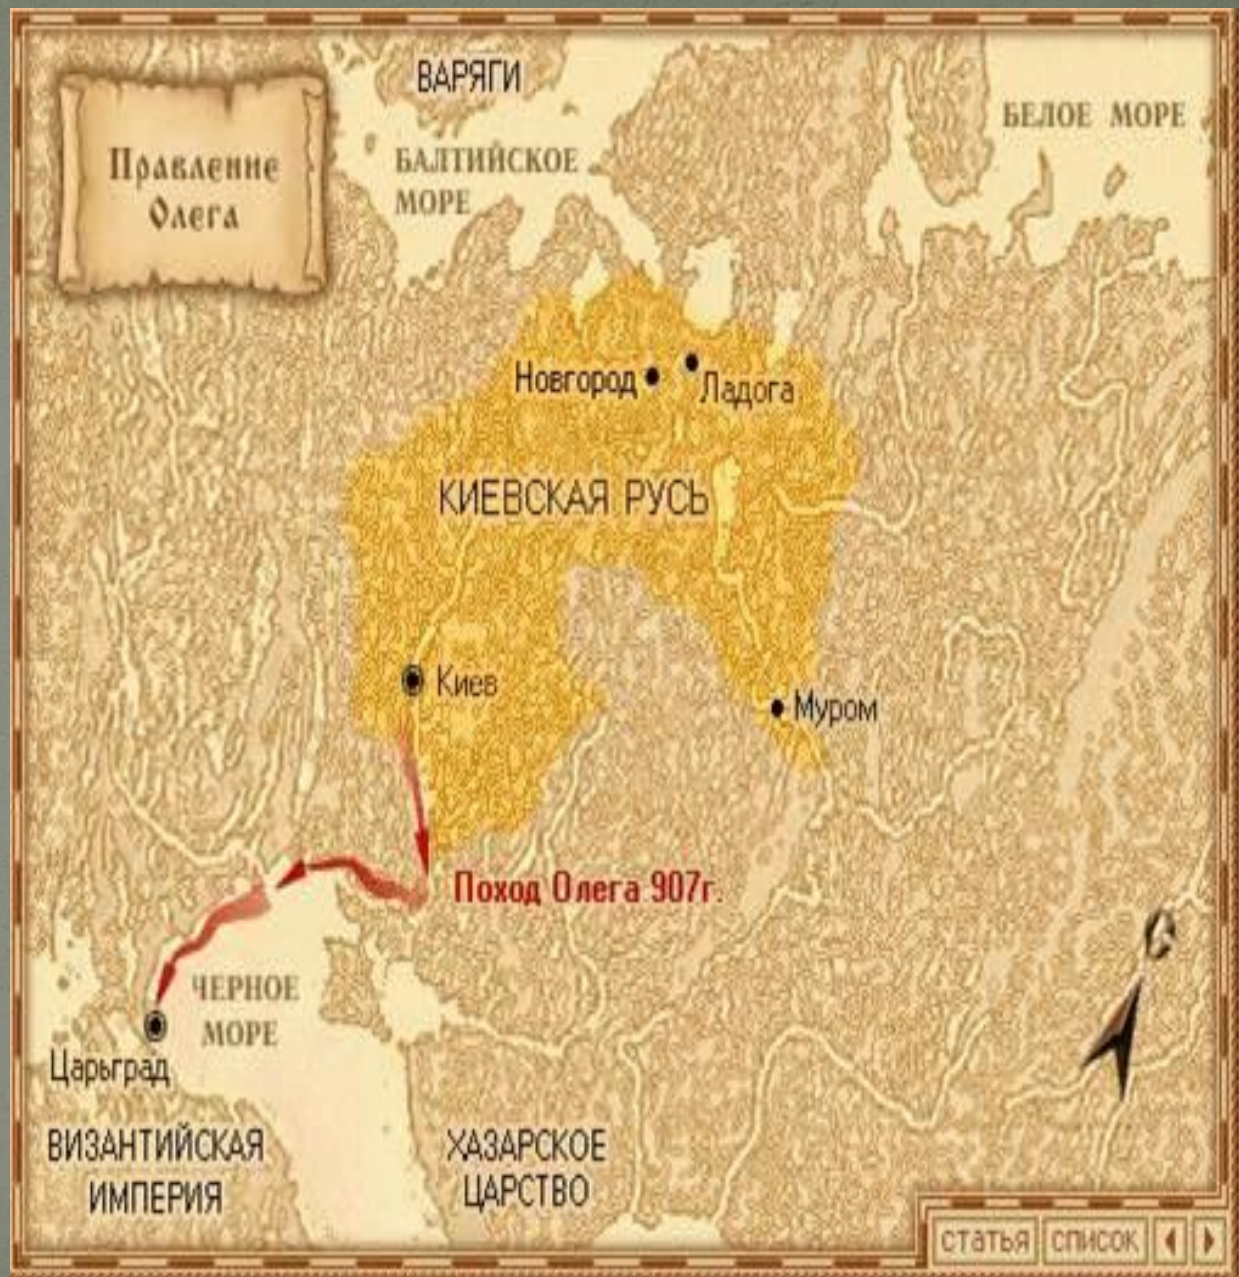 ВАРЯГИ
БЕЛОЕ МОРЕ
Правление
Олега
БАЛТИЙСКОЕ
МОРЕ
Новгород
Ладога
КИЕВСКАЯ РУСЬ
Киев
Муром
Поход Олега 907г.
С
ЧЕРНОЕ
МОРЕ
Царьград
ВИЗАНТИЙСКАЯ
ИМПЕРИЯ
ХАЗАРСКОЕ
ЦАРСТВО
статья список